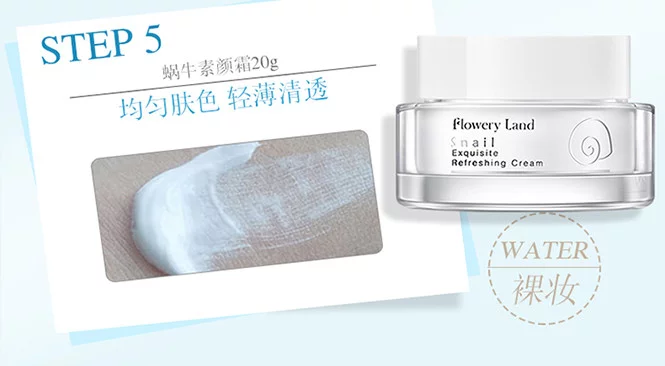 STEP 5
蜗牛素颜霜20g
均匀肤色 轻薄清透
Flowery Land
Snail
Exquisite
Refreshing Cream
WATER
裸妆